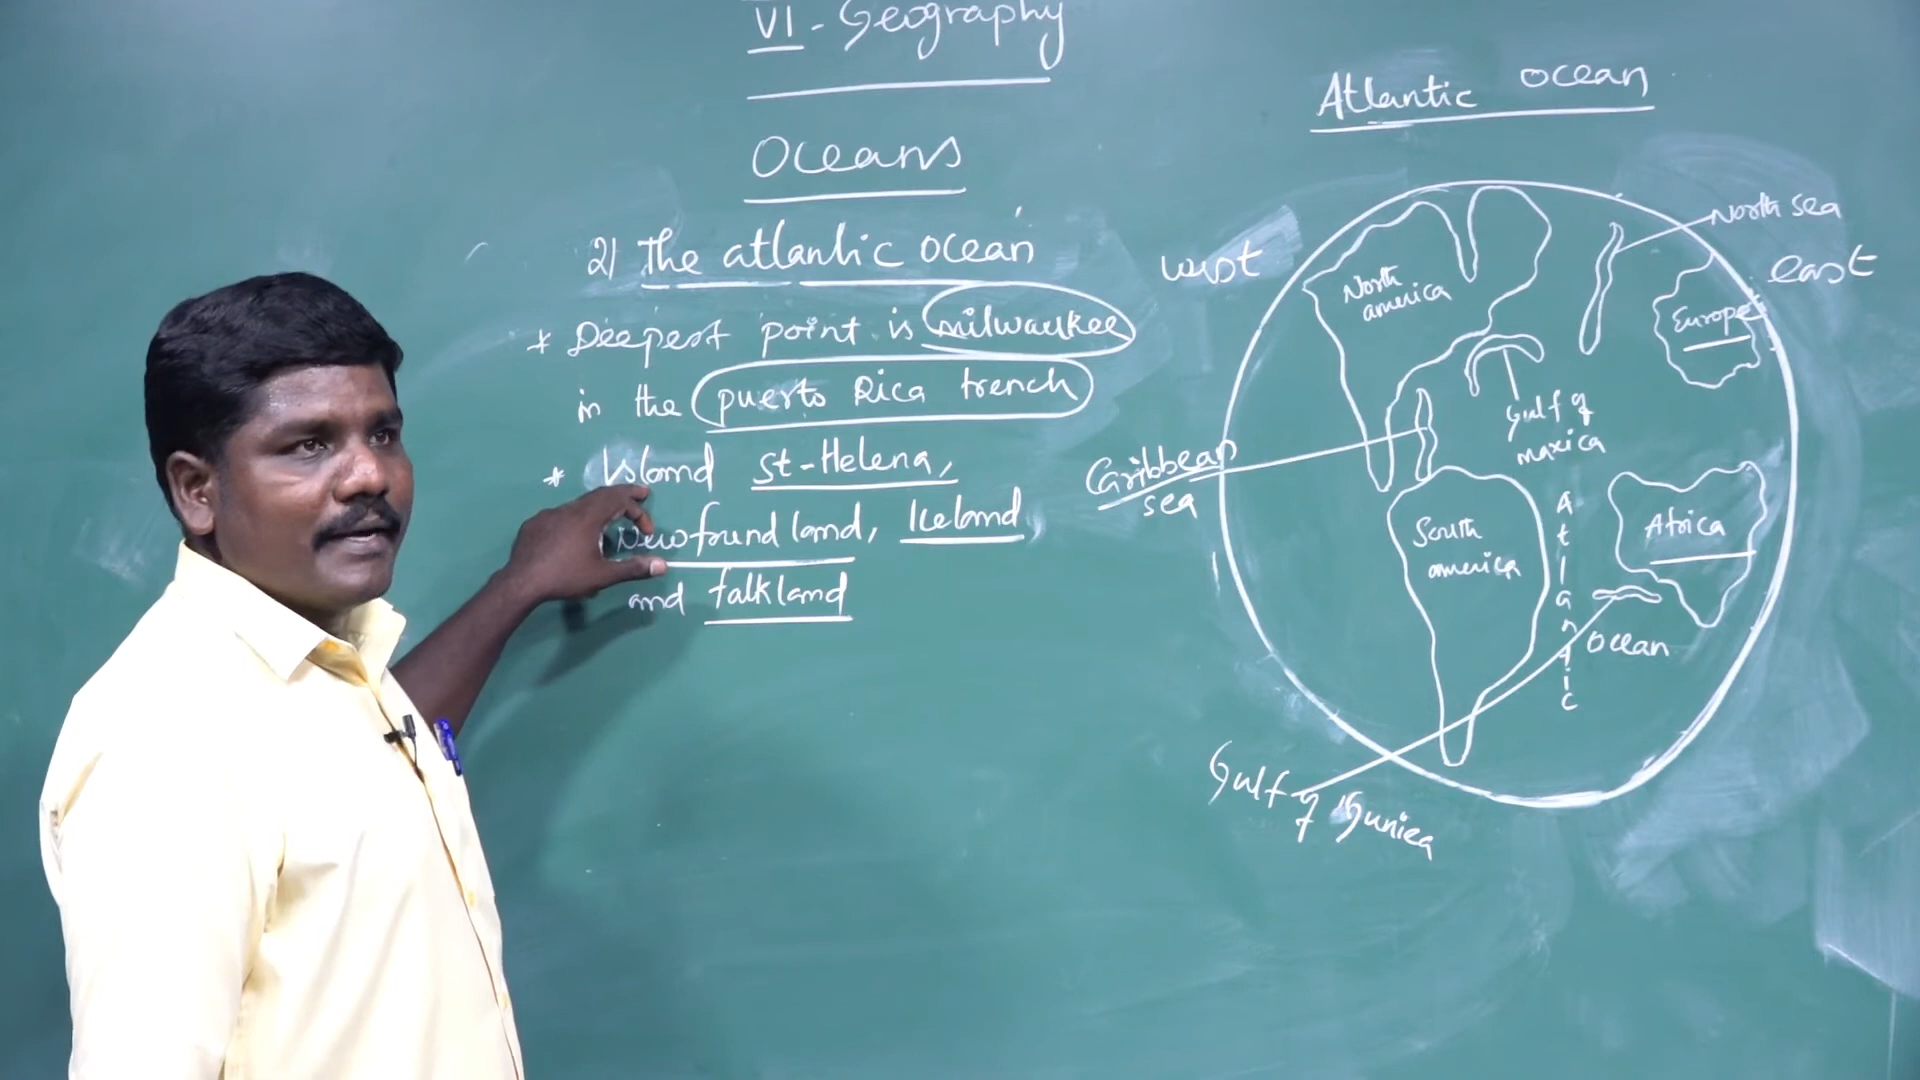 VI - Geography
Oceans
2) The atlantic ocean
* Deepest point is milwaukee
in the puerto Rica trench
* Island St-Helena,
Newfoundland, Iceland
and falkland
Atlantic ocean
west
North sea
east
North
america
Europe
Gulf of
maxica
Caribbean
sea
South
america
Africa
Atlantic
ocean
Gulf of Guniea